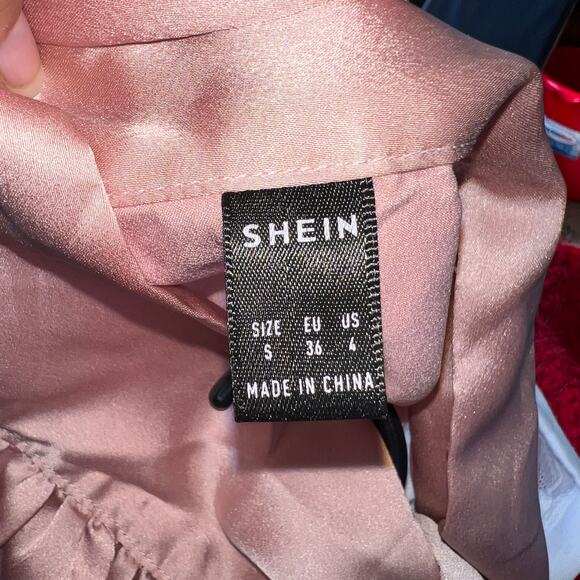 SHEIN
SIZE EU US
S 36 4
MADE IN CHINA